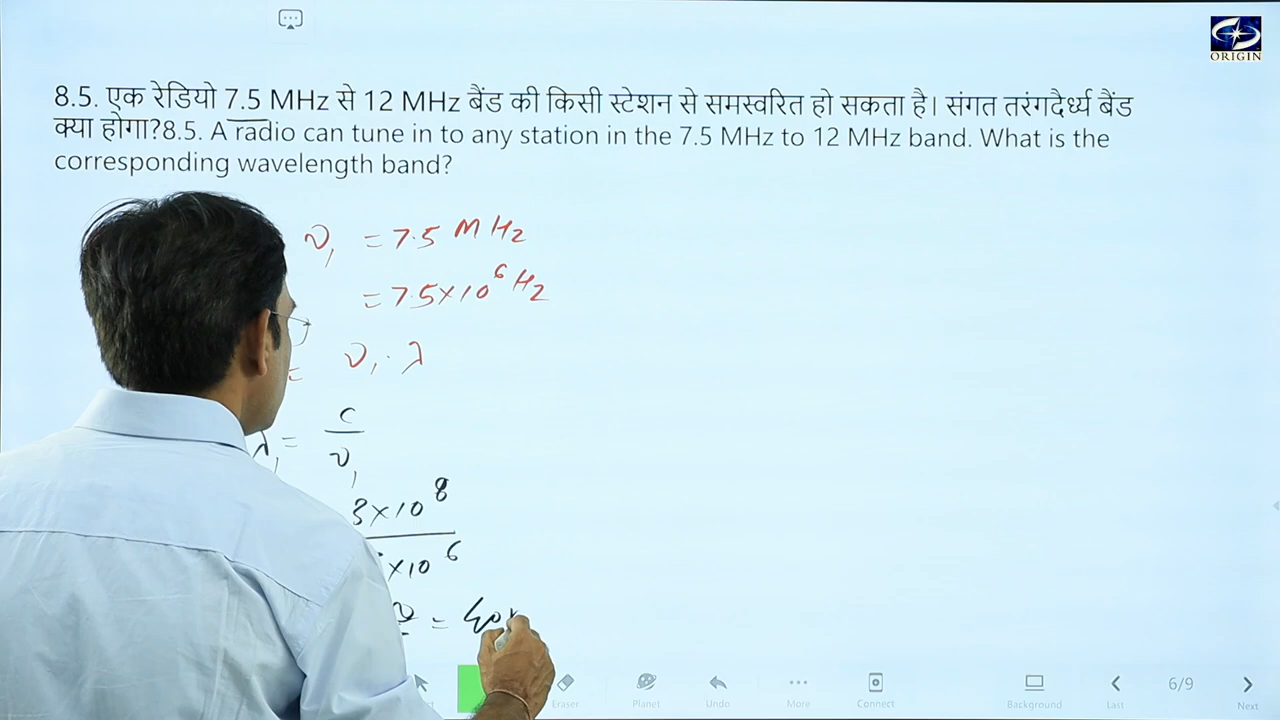 ORIGIN
8.5. एक रेडियो 7.5 MHz से 12 MHz बैंड की किसी स्टेशन से समस्वरित हो सकता है। संगत तरंगदैर्ध्य बैंड
क्या होगा?8.5. A radio can tune in to any station in the 7.5 MHz to 12 MHz band. What is the
corresponding wavelength band?
ν₁ = 7.5 MHz
= 7.5×10⁶ Hz
= ν₁ . λ
λ₁ = c/ν₁
3×10⁸
×10⁶
= 40
Eraser
Planet
Undo
More
Connect
Background
Last
6/9
Next